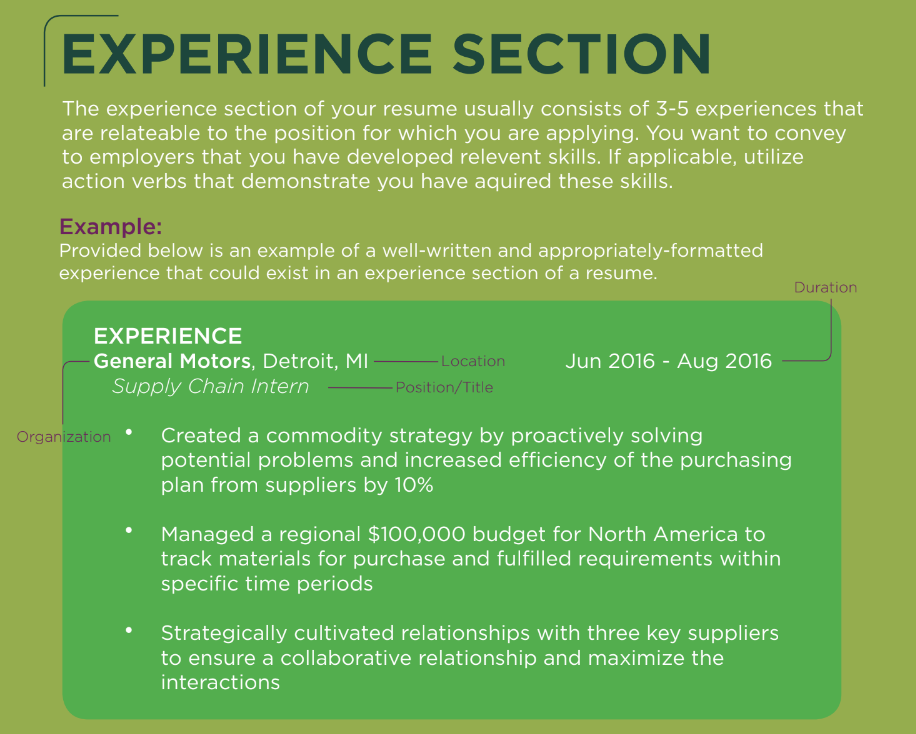 EXPERIENCE SECTION
The experience section of your resume usually consists of 3-5 experiences that
are relateable to the position for which you are applying. You want to convey
to employers that you have developed relevent skills. If applicable, utilize
action verbs that demonstrate you have aquired these skills.
Example:
Provided below is an example of a well-written and appropriately-formatted
experience that could exist in an experience section of a resume.
Duration
EXPERIENCE
General Motors, Detroit, MI Location Jun 2016 - Aug 2016
Supply Chain Intern Position/Title
Organization
• Created a commodity strategy by proactively solving
potential problems and increased efficiency of the purchasing
plan from suppliers by 10%
• Managed a regional $100,000 budget for North America to
track materials for purchase and fulfilled requirements within
specific time periods
• Strategically cultivated relationships with three key suppliers
to ensure a collaborative relationship and maximize the
interactions